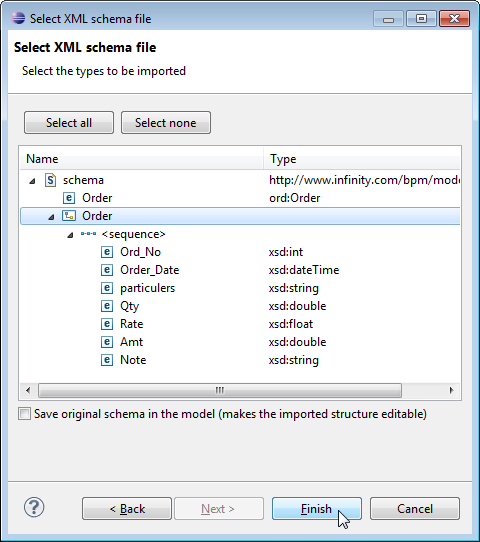 Select XML schema file
Select XML schema file
Select the types to be imported
Select all Select none
Name Type
schema http://www.infinity.com/bpm/mode
Order ord:Order
Order
<sequence>
Ord_No xsd:int
Order_Date xsd:dateTime
particulers xsd:string
Qty xsd:double
Rate xsd:float
Amt xsd:double
Note xsd:string
Save original schema in the model (makes the imported structure editable)
? < Back Next > Finish Cancel